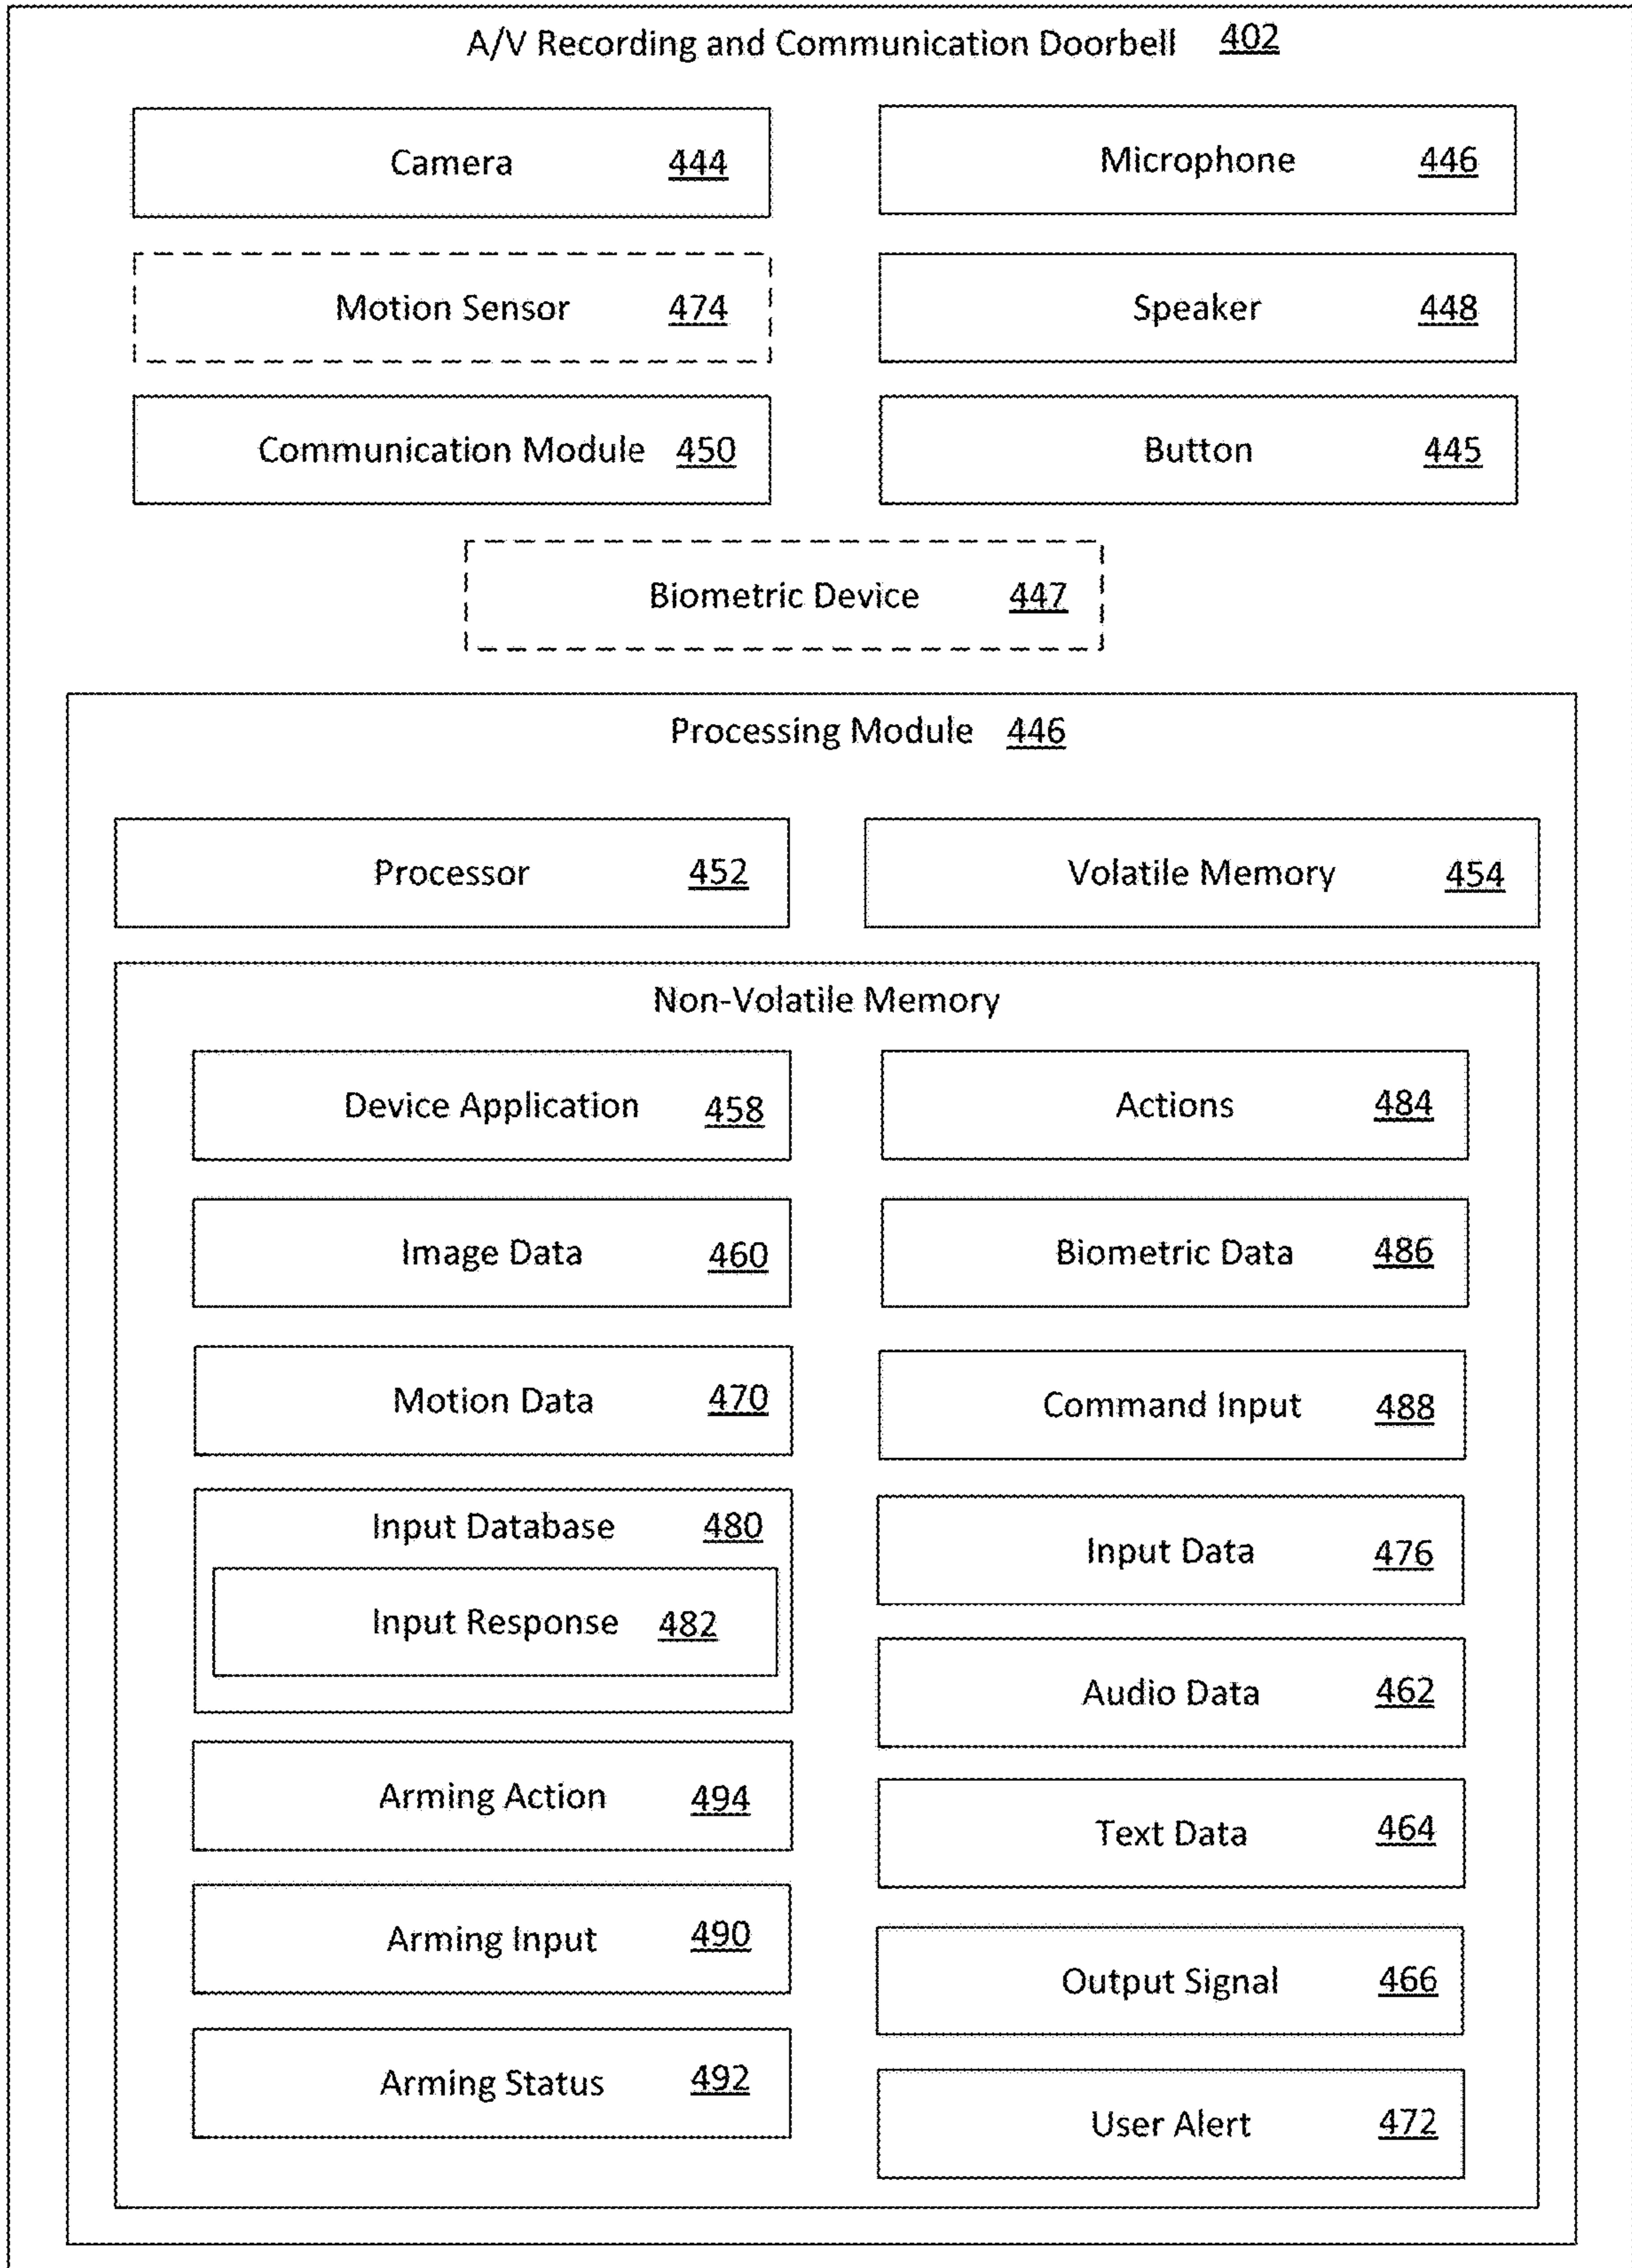 A/V Recording and Communication Doorbell 402
Camera 444
Microphone 446
Motion Sensor 474
Speaker 448
Communication Module 450
Button 445
Biometric Device 447
Processing Module 446
Processor 452
Volatile Memory 454
Non-Volatile Memory
Device Application 458
Actions 484
Image Data 460
Biometric Data 486
Motion Data 470
Command Input 488
Input Database 480
Input Data 476
Input Response 482
Audio Data 462
Arming Action 494
Text Data 464
Arming Input 490
Output Signal 466
Arming Status 492
User Alert 472